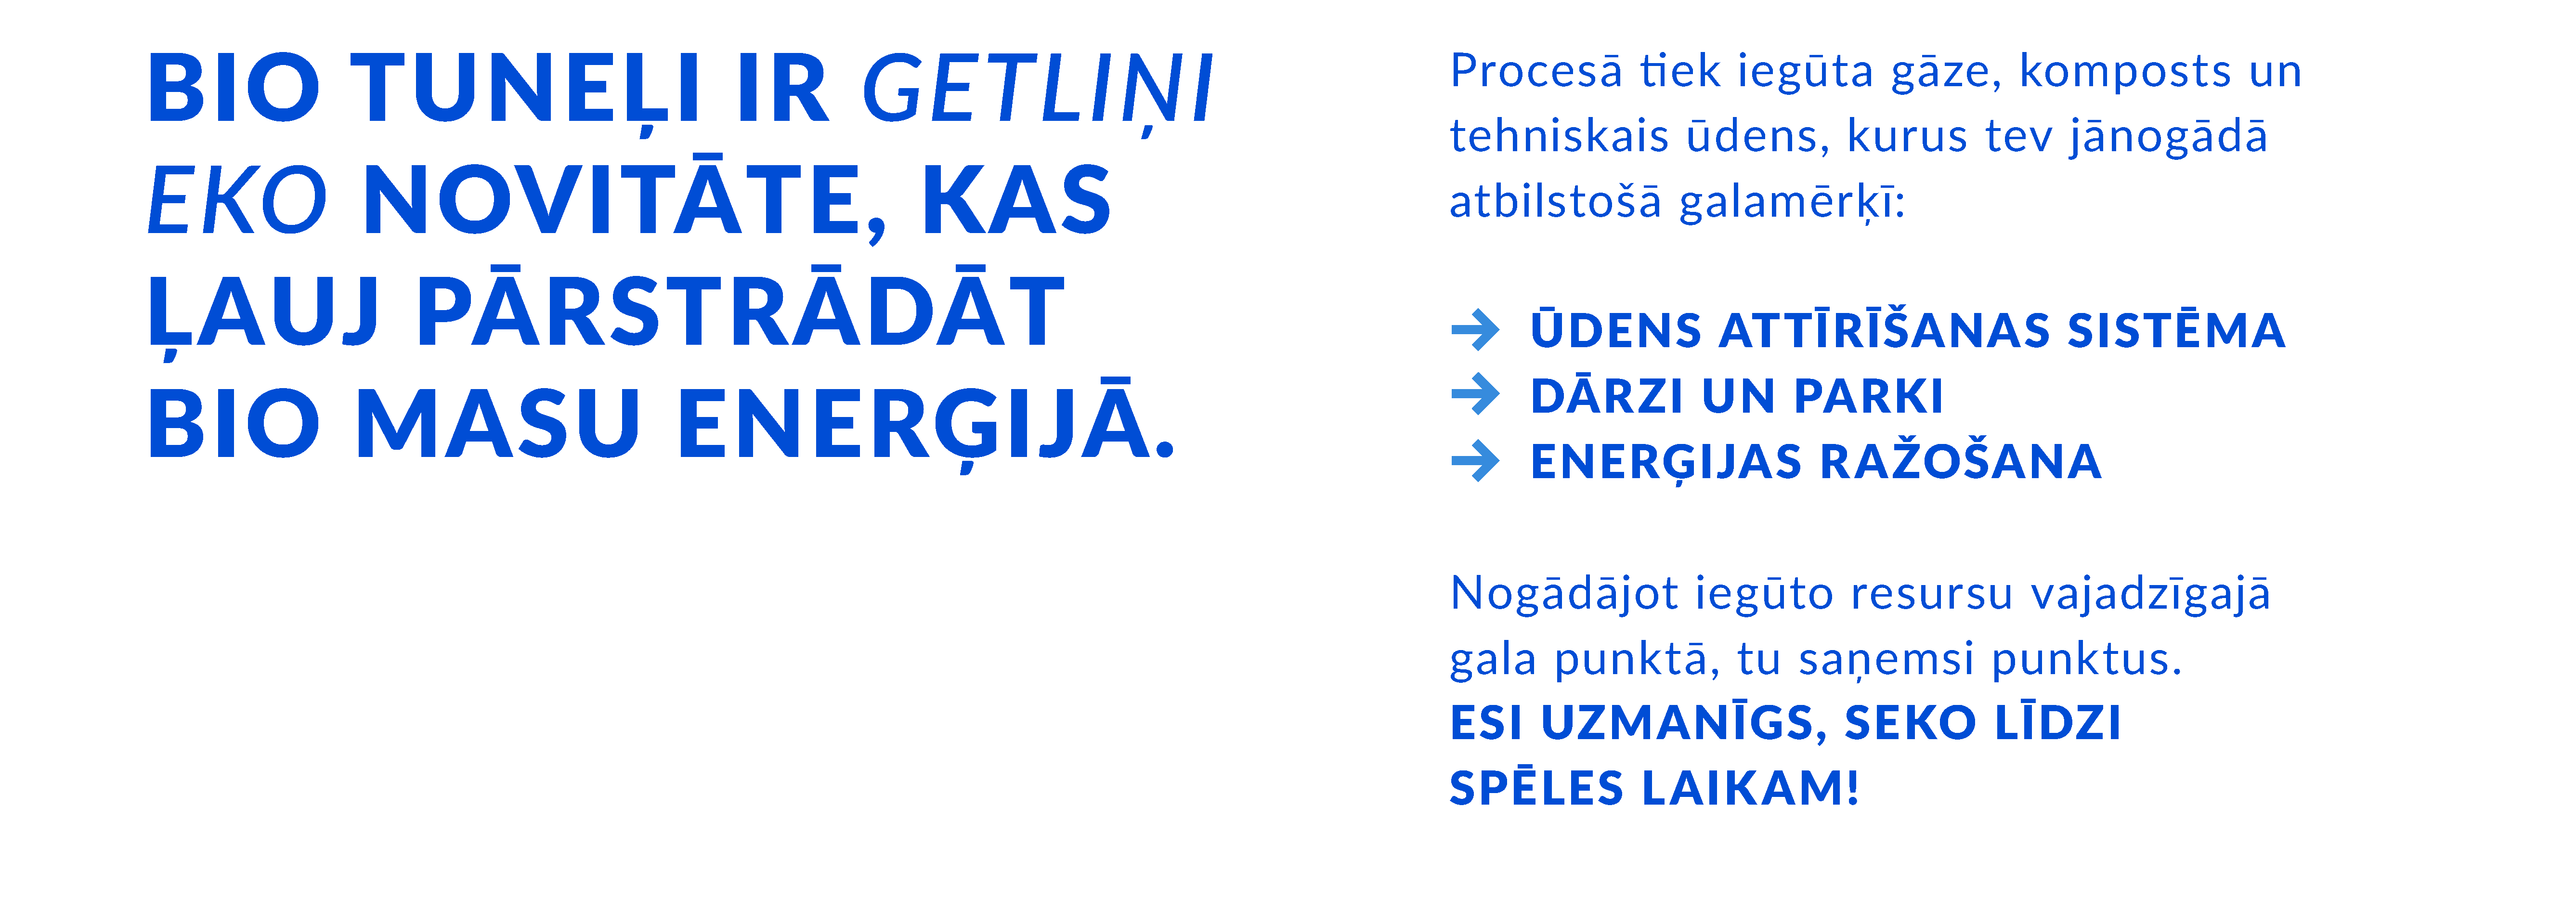 BIO TUNEĻI IR GETLIŅI
EKO NOVITĀTE, KAS
ĻAUJ PĀRSTRĀDĀT
BIO MASU ENERĢIJĀ.
Procesā tiek iegūta gāze, komposts un
tehniskais ūdens, kurus tev jānogādā
atbilstošā galamērķī:
→ ŪDENS ATTĪRĪŠANAS SISTĒMA
→ DĀRZI UN PARKI
→ ENERĢIJAS RAŽOŠANA
Nogādājot iegūto resursu vajadzīgajā
gala punktā, tu saņemsi punktus.
ESI UZMANĪGS, SEKO LĪDZI
SPĒLES LAIKAM!